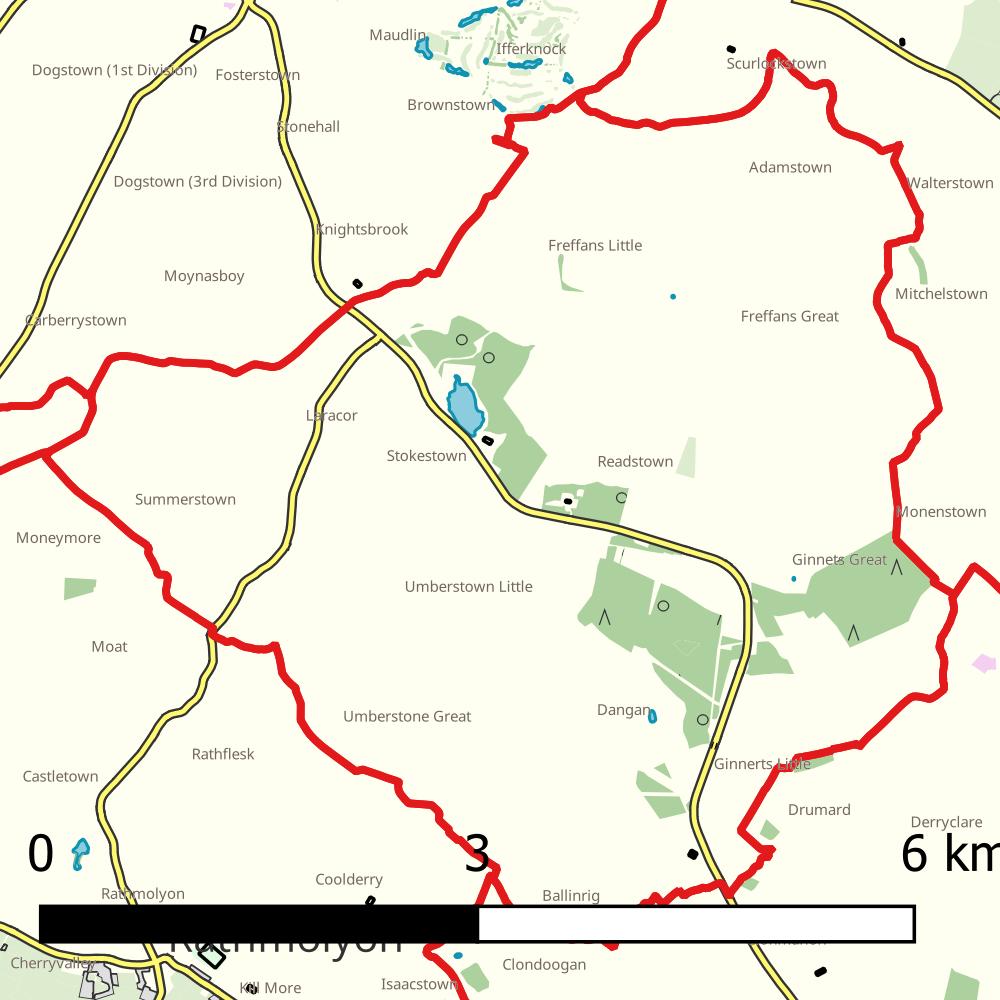 Maudlin
Ifferknock
Dogstown (1st Division)
Fosterstown
Scurlockstown
Brownstown
Stonehall
Adamstown
Dogstown (3rd Division)
Walterstown
Knightsbrook
Freffans Little
Moynasboy
Mitchelstown
Carberrystown
Freffans Great
Laracor
Stokestown
Readstown
Summerstown
Monenstown
Moneymore
Ginnets Great
Umberstown Little
Moat
Dangan
Umberstone Great
Rathflesk
Ginnerts Little
Castletown
Drumard
Derryclare
0 3 6 km
Coolderry
Rathmolyon
Ballinrig
Rathmolyon
Cherryvalley
Clondoogan
Kill More
Isaacstown